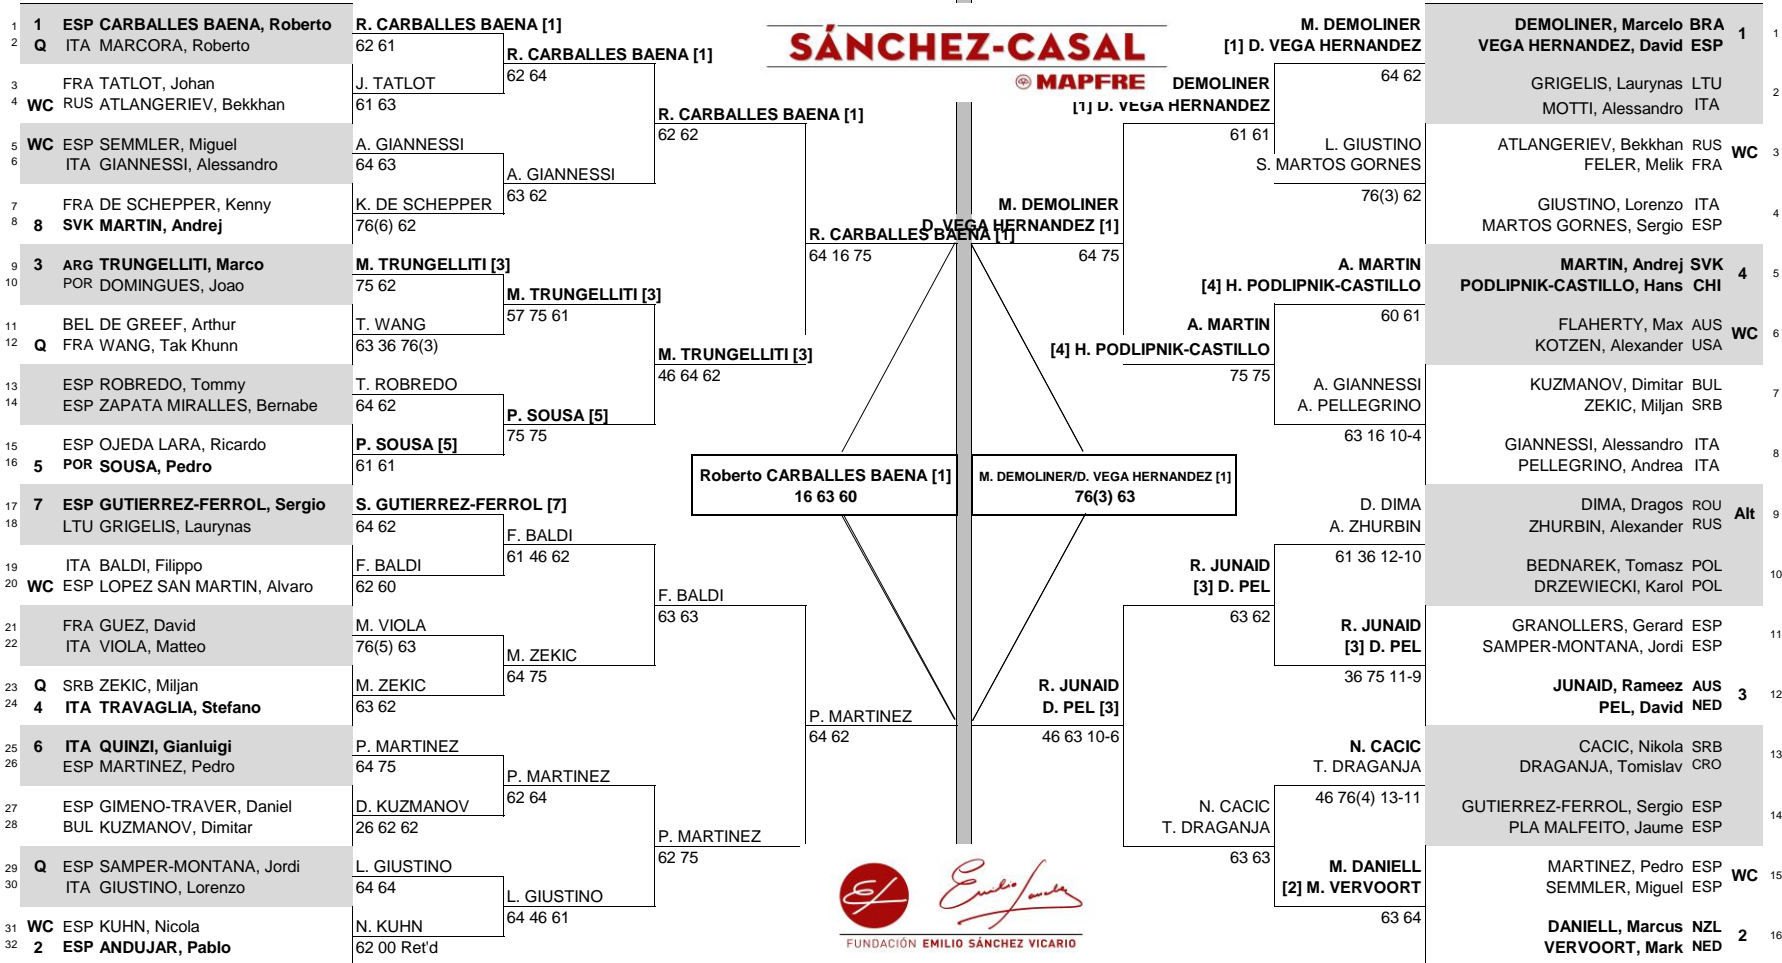 1 1 ESP CARBALLES BAENA, Roberto
2 Q ITA MARCORA, Roberto
3 FRA TATLOT, Johan
4 WC RUS ATLANGERIEV, Bekkhan
5 WC ESP SEMMLER, Miguel
6 ITA GIANNESSI, Alessandro
7 FRA DE SCHEPPER, Kenny
8 8 SVK MARTIN, Andrej
9 3 ARG TRUNGELLITI, Marco
10 POR DOMINGUES, Joao
11 BEL DE GREEF, Arthur
12 Q FRA WANG, Tak Khunn
13 ESP ROBREDO, Tommy
14 ESP ZAPATA MIRALLES, Bernabe
15 ESP OJEDA LARA, Ricardo
16 5 POR SOUSA, Pedro
17 7 ESP GUTIERREZ-FERROL, Sergio
18 LTU GRIGELIS, Laurynas
19 ITA BALDI, Filippo
20 WC ESP LOPEZ SAN MARTIN, Alvaro
21 FRA GUEZ, David
22 ITA VIOLA, Matteo
23 Q SRB ZEKIC, Miljan
24 4 ITA TRAVAGLIA, Stefano
25 6 ITA QUINZI, Gianluigi
26 ESP MARTINEZ, Pedro
27 ESP GIMENO-TRAVER, Daniel
28 BUL KUZMANOV, Dimitar
29 Q ESP SAMPER-MONTANA, Jordi
30 ITA GIUSTINO, Lorenzo
31 WC ESP KUHN, Nicola
32 2 ESP ANDUJAR, Pablo
R. CARBALLES BAENA [1]
62 61
J. TATLOT
61 63
A. GIANNESSI
64 63
K. DE SCHEPPER
76(6) 62
M. TRUNGELLITI [3]
75 62
T. WANG
63 36 76(3)
T. ROBREDO
64 62
P. SOUSA [5]
61 61
S. GUTIERREZ-FERROL [7]
64 62
F. BALDI
62 60
M. VIOLA
76(5) 63
M. ZEKIC
63 62
P. MARTINEZ
64 75
D. KUZMANOV
26 62 62
L. GIUSTINO
64 64
N. KUHN
62 00 Ret'd
R. CARBALLES BAENA [1]
62 64
A. GIANNESSI
63 62
M. TRUNGELLITI [3]
57 75 61
P. SOUSA [5]
75 75
F. BALDI
61 46 62
M. ZEKIC
64 75
P. MARTINEZ
62 64
L. GIUSTINO
64 46 61
R. CARBALLES BAENA [1]
62 62
M. TRUNGELLITI [3]
46 64 62
F. BALDI
63 63
P. MARTINEZ
62 75
R. CARBALLES BAENA [1]
64 16 75
P. MARTINEZ
64 62
Roberto CARBALLES BAENA [1]
16 63 60
SÁNCHEZ-CASAL
MAPFRE
M. DEMOLINER/D. VEGA HERNANDEZ [1]
76(3) 63
M. DEMOLINER
D. VEGA HERNANDEZ [1]
64 75
R. JUNAID
D. PEL [3]
46 63 10-6
DEMOLINER
[1] D. VEGA HERNANDEZ
61 61
A. MARTIN
[4] H. PODLIPNIK-CASTILLO
75 75
R. JUNAID
[3] D. PEL
63 62
N. CACIC
T. DRAGANJA
63 63
M. DEMOLINER
[1] D. VEGA HERNANDEZ
64 62
L. GIUSTINO
S. MARTOS GORNES
76(3) 62
A. MARTIN
[4] H. PODLIPNIK-CASTILLO
60 61
A. GIANNESSI
A. PELLEGRINO
63 16 10-4
D. DIMA
A. ZHURBIN
61 36 12-10
R. JUNAID
[3] D. PEL
36 75 11-9
N. CACIC
T. DRAGANJA
46 76(4) 13-11
M. DANIELL
[2] M. VERVOORT
63 64
DEMOLINER, Marcelo BRA 1 1
VEGA HERNANDEZ, David ESP
GRIGELIS, Laurynas LTU 2
MOTTI, Alessandro ITA
ATLANGERIEV, Bekkhan RUS WC 3
FELER, Melik FRA
GIUSTINO, Lorenzo ITA 4
MARTOS GORNES, Sergio ESP
MARTIN, Andrej SVK 4 5
PODLIPNIK-CASTILLO, Hans CHI
FLAHERTY, Max AUS WC 6
KOTZEN, Alexander USA
KUZMANOV, Dimitar BUL 7
ZEKIC, Miljan SRB
GIANNESSI, Alessandro ITA 8
PELLEGRINO, Andrea ITA
DIMA, Dragos ROU Alt 9
ZHURBIN, Alexander RUS
BEDNAREK, Tomasz POL 10
DRZEWIECKI, Karol POL
GRANOLLERS, Gerard ESP 11
SAMPER-MONTANA, Jordi ESP
JUNAID, Rameez AUS 3 12
PEL, David NED
CACIC, Nikola SRB 13
DRAGANJA, Tomislav CRO
GUTIERREZ-FERROL, Sergio ESP 14
PLA MALFEITO, Jaume ESP
MARTINEZ, Pedro ESP WC 15
SEMMLER, Miguel ESP
DANIELL, Marcus NZL 2 16
VERVOORT, Mark NED
FUNDACIÓN EMILIO SÁNCHEZ VICARIO